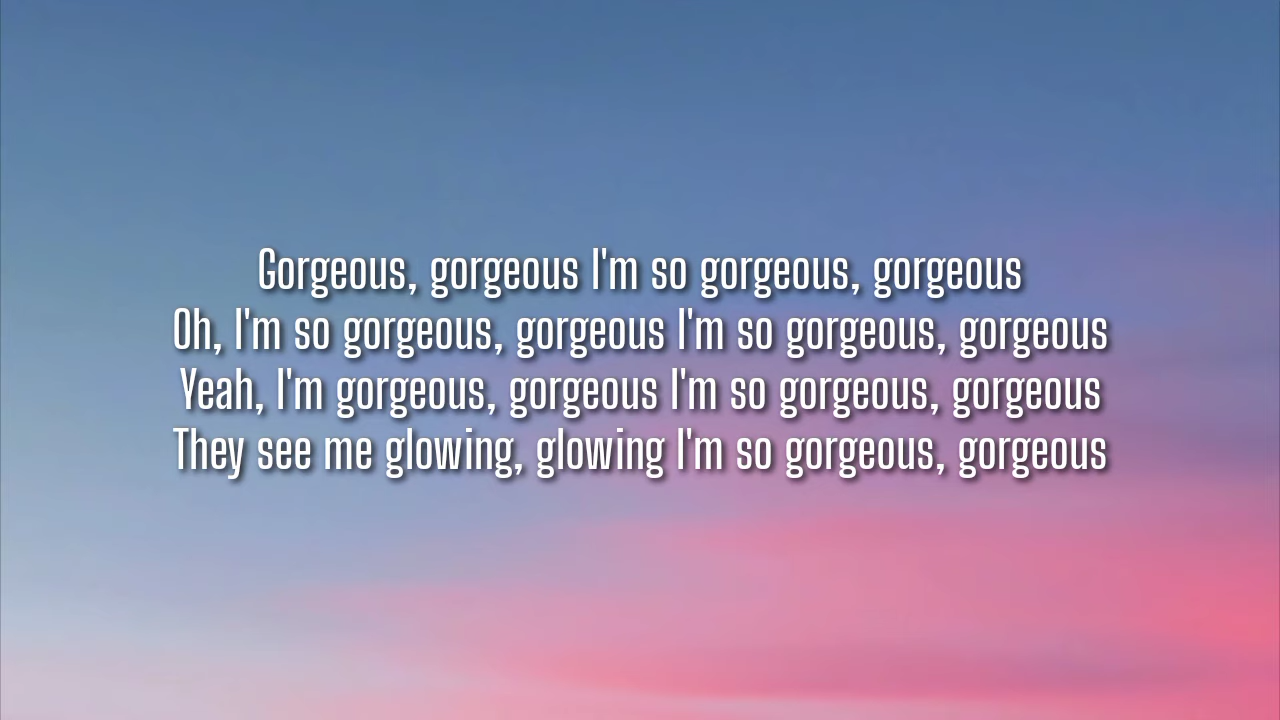 Gorgeous, gorgeous I'm so gorgeous, gorgeous
Oh, I'm so gorgeous, gorgeous I'm so gorgeous, gorgeous
Yeah, I'm gorgeous, gorgeous I'm so gorgeous, gorgeous
They see me glowing, glowing I'm so gorgeous, gorgeous